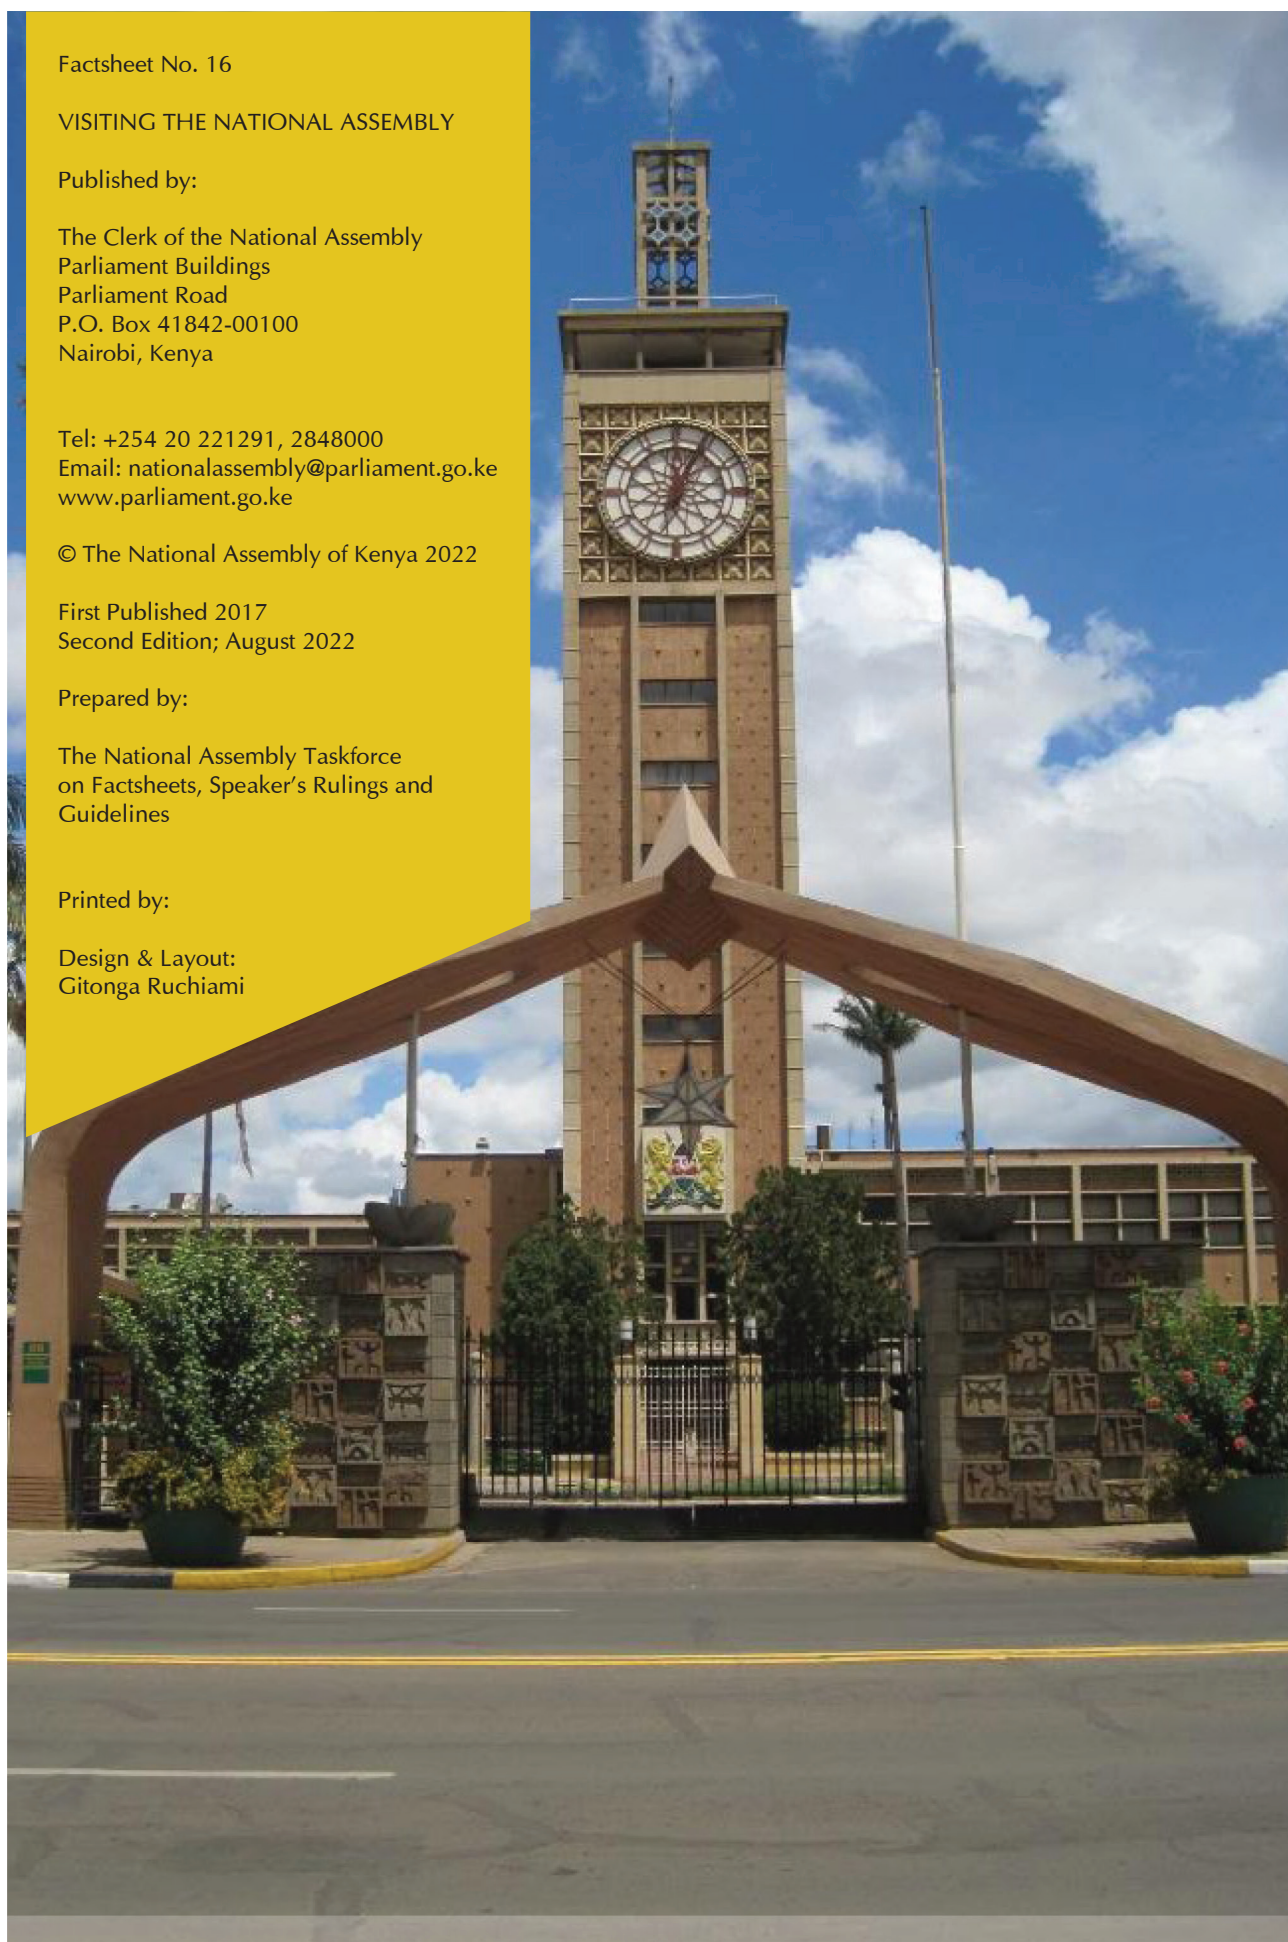 Factsheet No. 16
VISITING THE NATIONAL ASSEMBLY
Published by:
The Clerk of the National Assembly
Parliament Buildings
Parliament Road
P.O. Box 41842-00100
Nairobi, Kenya
Tel: +254 20 221291, 2848000
Email: nationalassembly@parliament.go.ke
www.parliament.go.ke
© The National Assembly of Kenya 2022
First Published 2017
Second Edition; August 2022
Prepared by:
The National Assembly Taskforce
on Factsheets, Speaker’s Rulings and
Guidelines
Printed by:
Design & Layout:
Gitonga Ruchiami